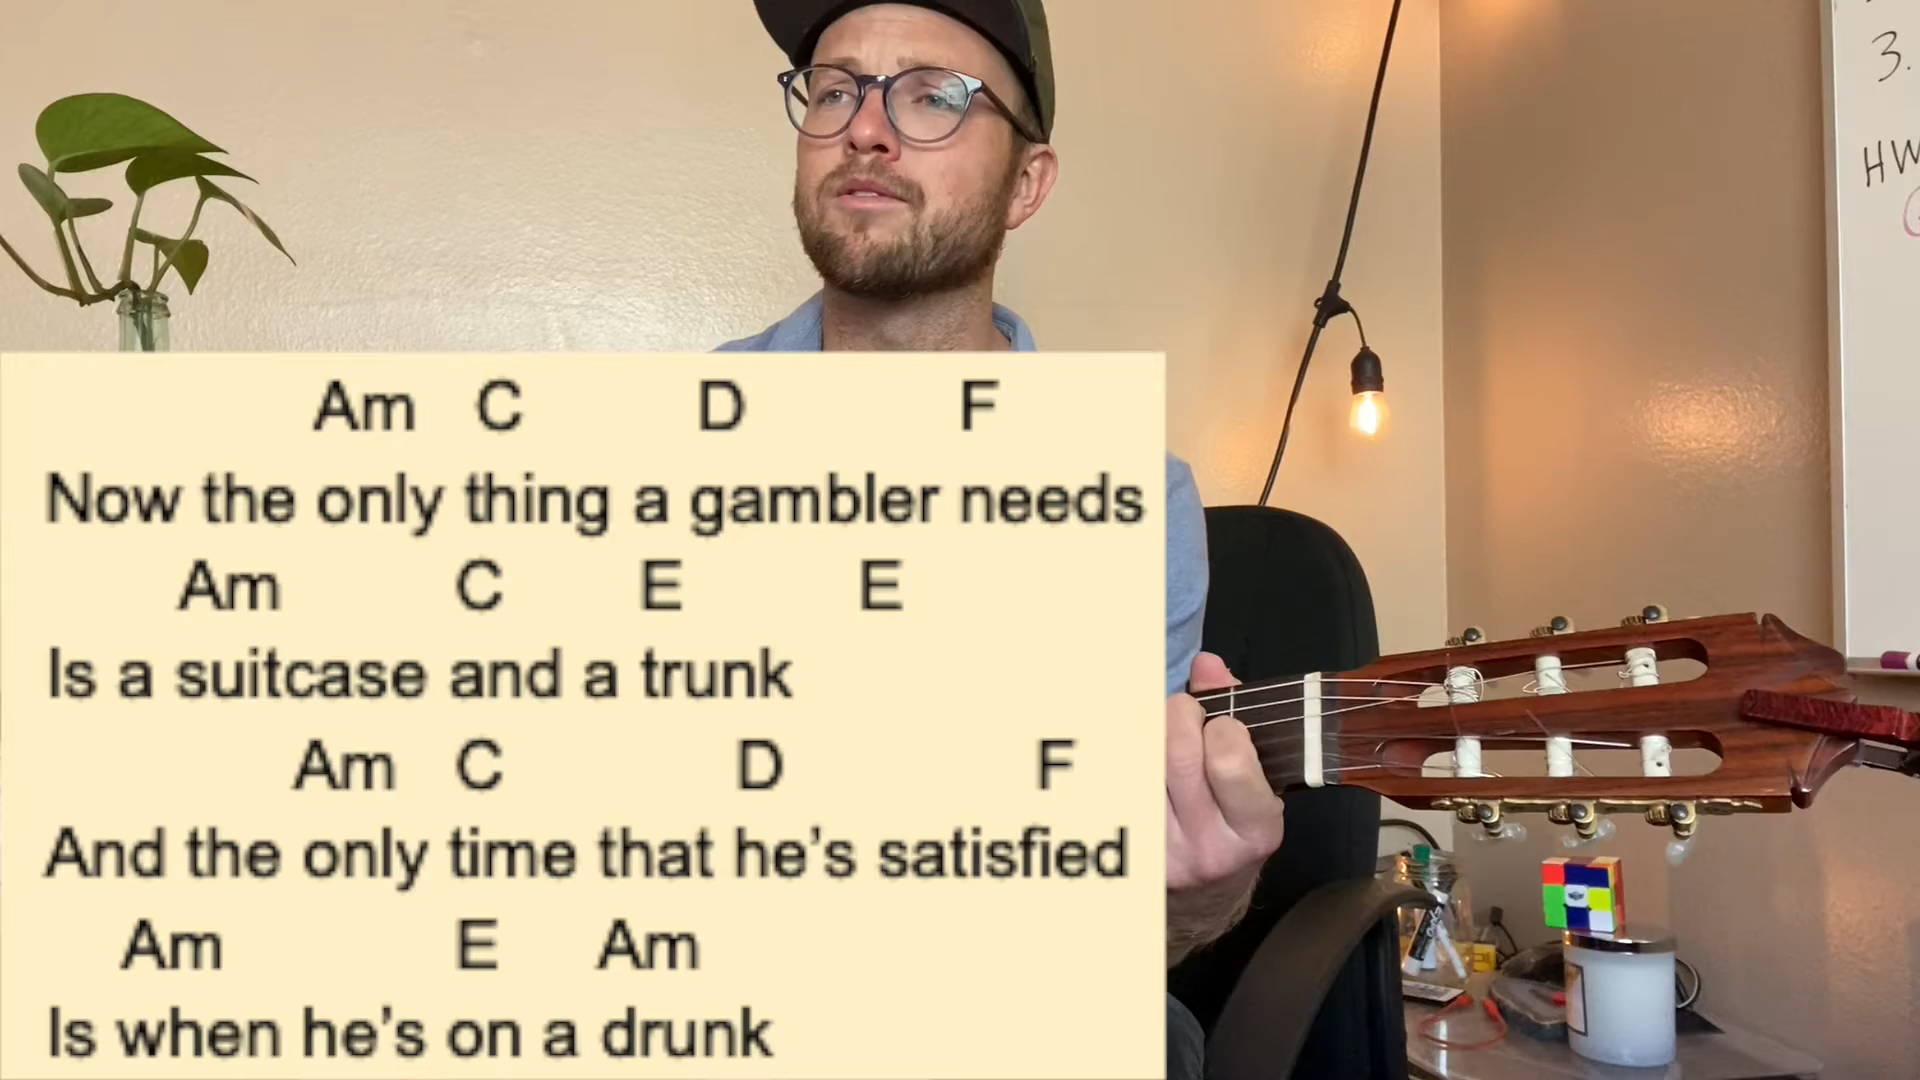 Am C D F
Now the only thing a gambler needs
Am C E E
Is a suitcase and a trunk
Am C D F
And the only time that he’s satisfied
Am E Am
Is when he’s on a drunk
3.
HW